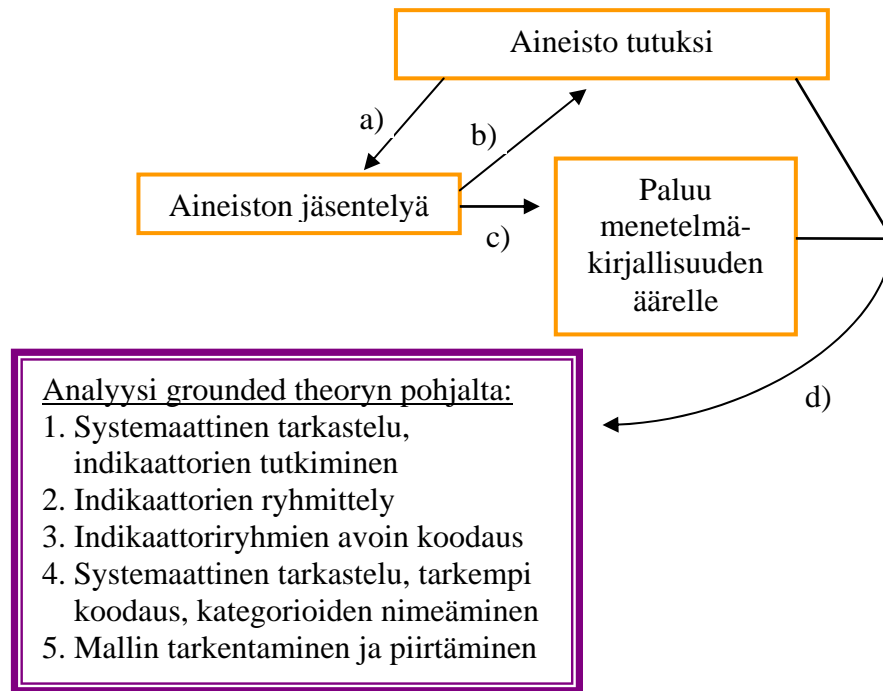 Aineisto tutuksi
a)
b)
Aineiston jäsentelyä
c)
Paluu
menetelmä-
kirjallisuuden
äärelle
d)
Analyysi grounded theoryn pohjalta:
1. Systemaattinen tarkastelu,
indikaattorien tutkiminen
2. Indikaattorien ryhmittely
3. Indikaattoriryhmien avoin koodaus
4. Systemaattinen tarkastelu, tarkempi
koodaus, kategorioiden nimeäminen
5. Mallin tarkentaminen ja piirtäminen